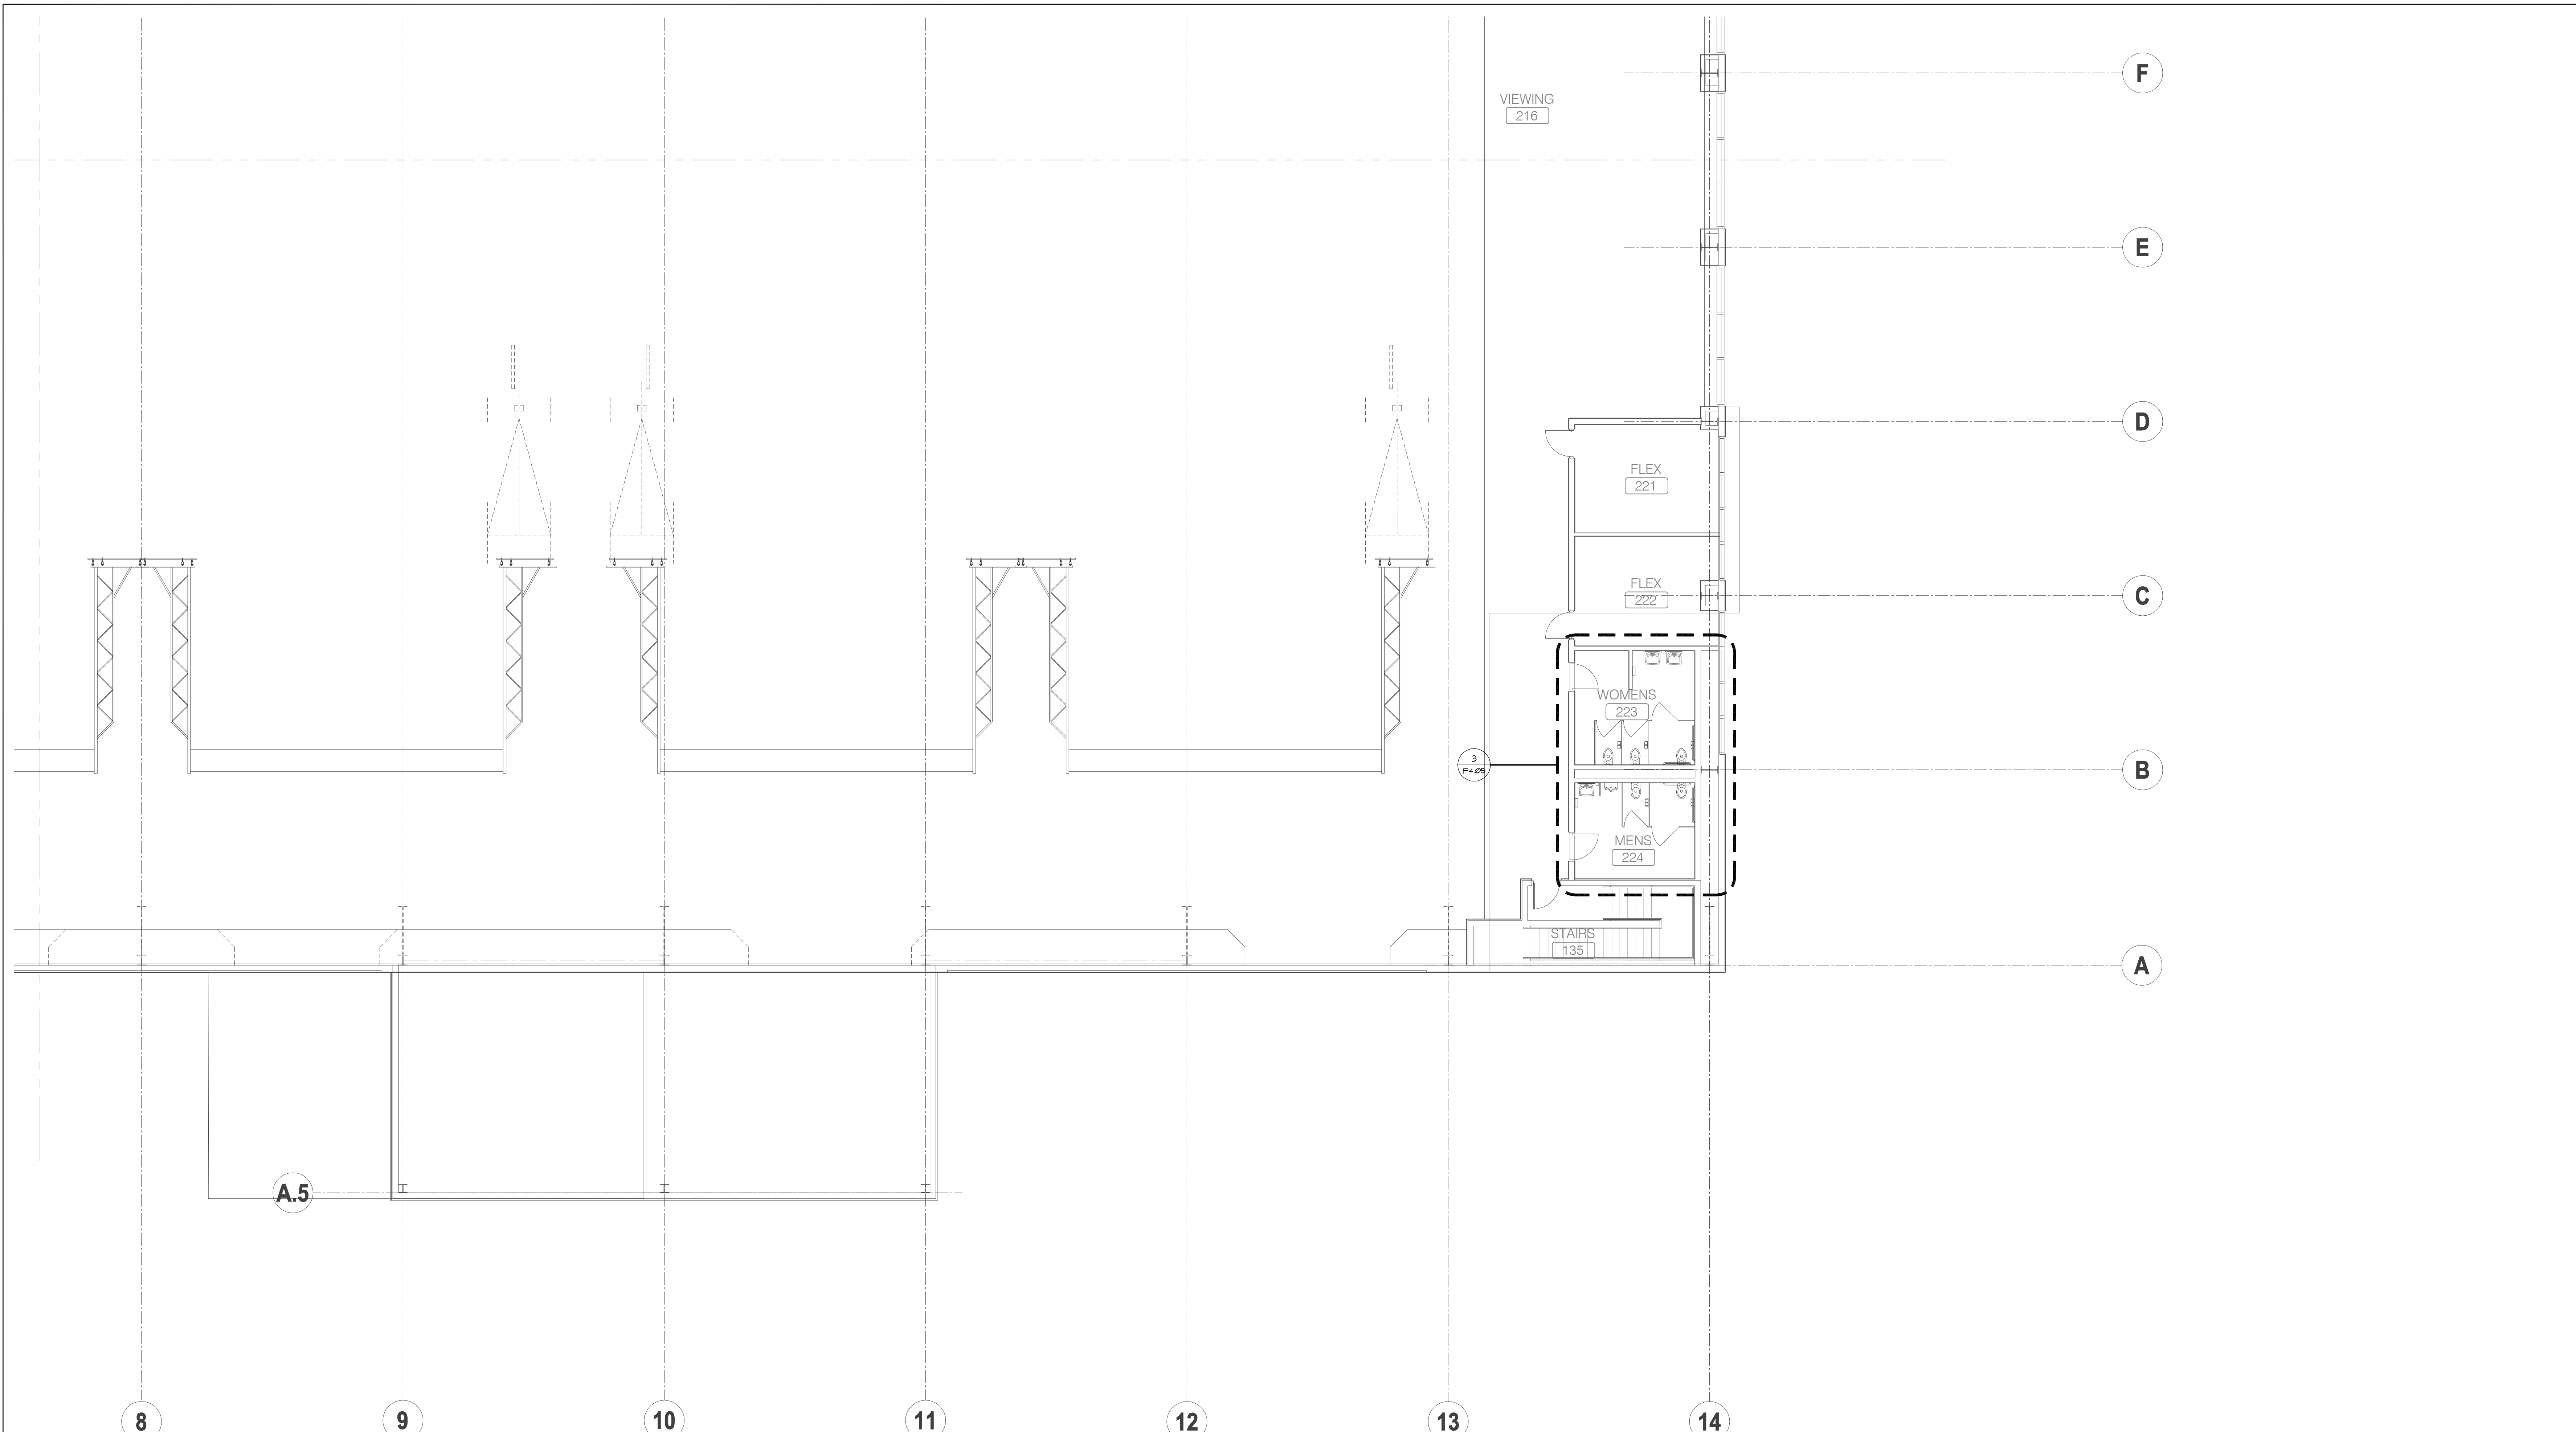 F
VIEWING
216
E
D
FLEX
221
FLEX
222
C
WOMENS
223
3
P4.05
B
MENS
224
STAIRS
135
A
A.5
8
9
10
11
12
13
14